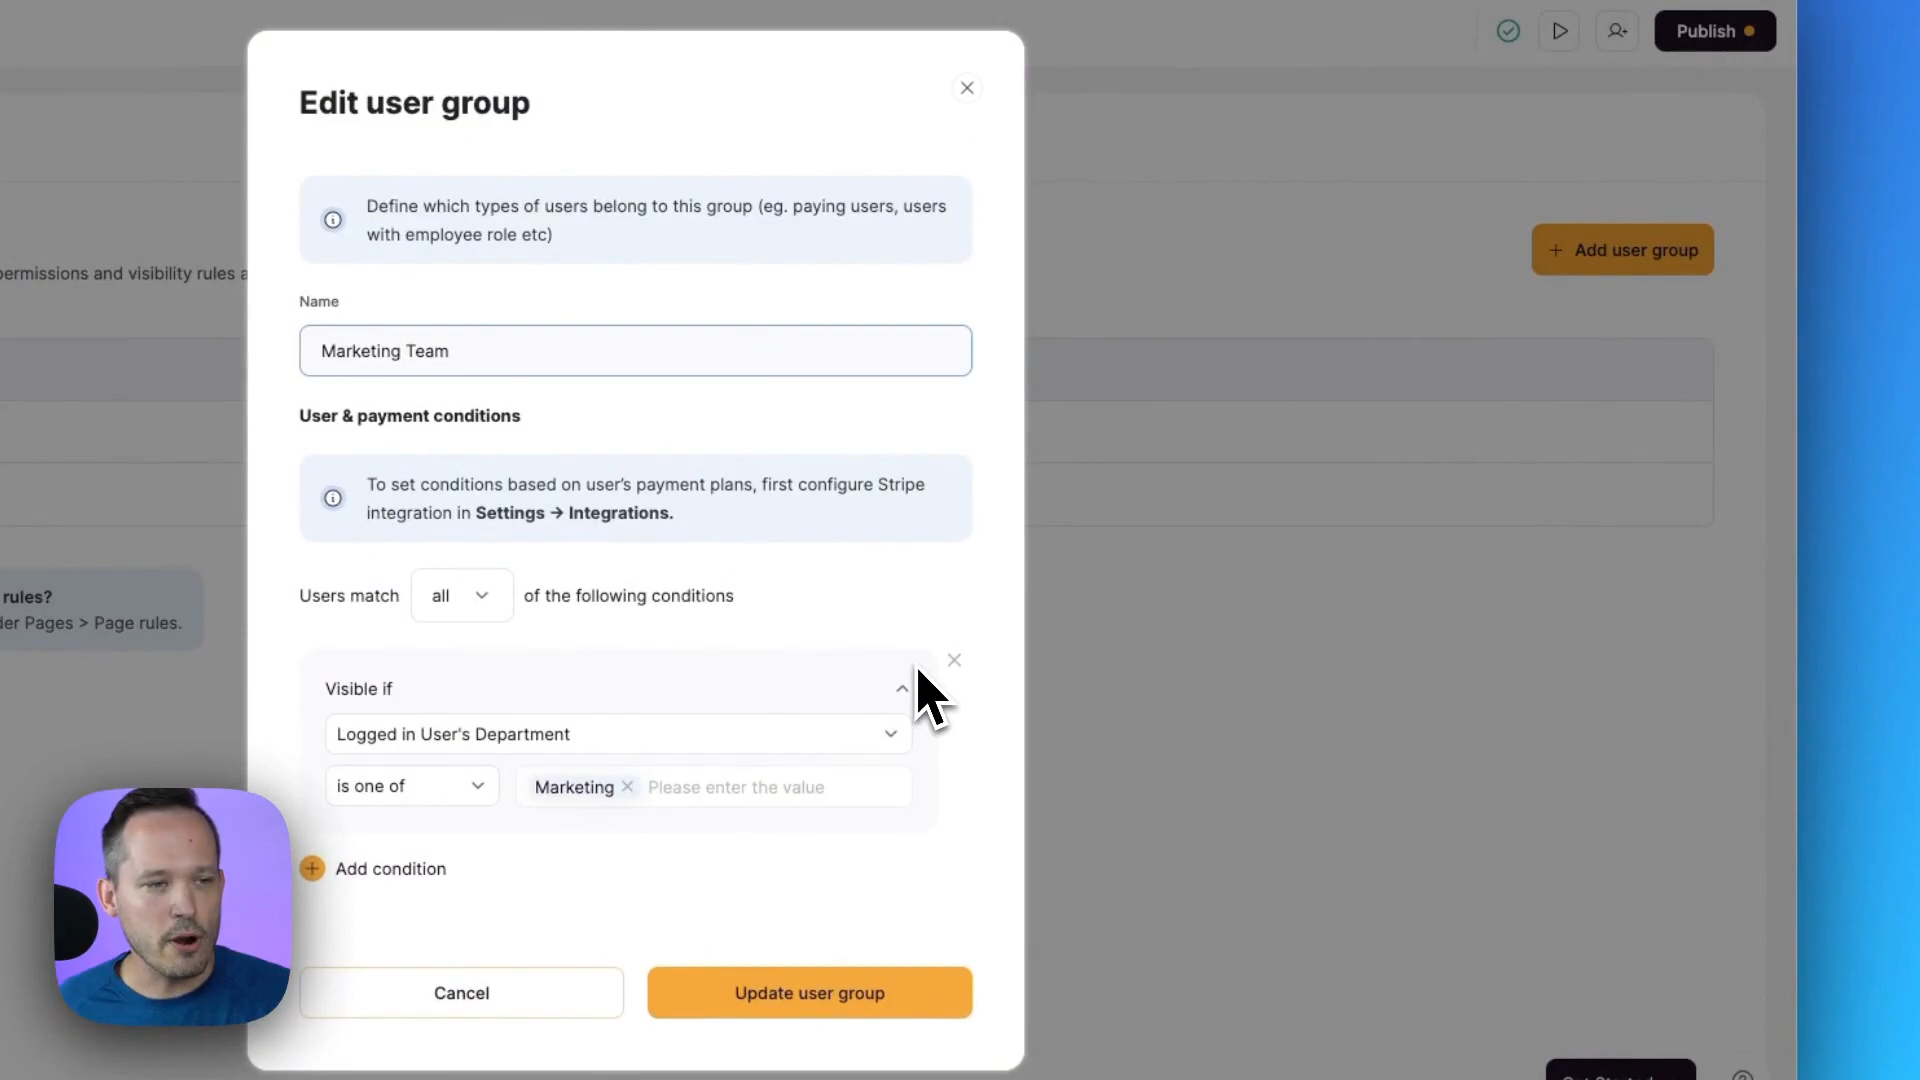 Publish
Edit user group
Define which types of users belong to this group (eg. paying users, users
with employee role etc)
permissions and visibility rules a
+ Add user group
Name
Marketing Team
User & payment conditions
To set conditions based on user's payment plans, first configure Stripe
integration in Settings → Integrations.
rules?
der Pages > Page rules.
Users match all of the following conditions
Visible if
Logged in User's Department
is one of Marketing Please enter the value
Add condition
Cancel Update user group